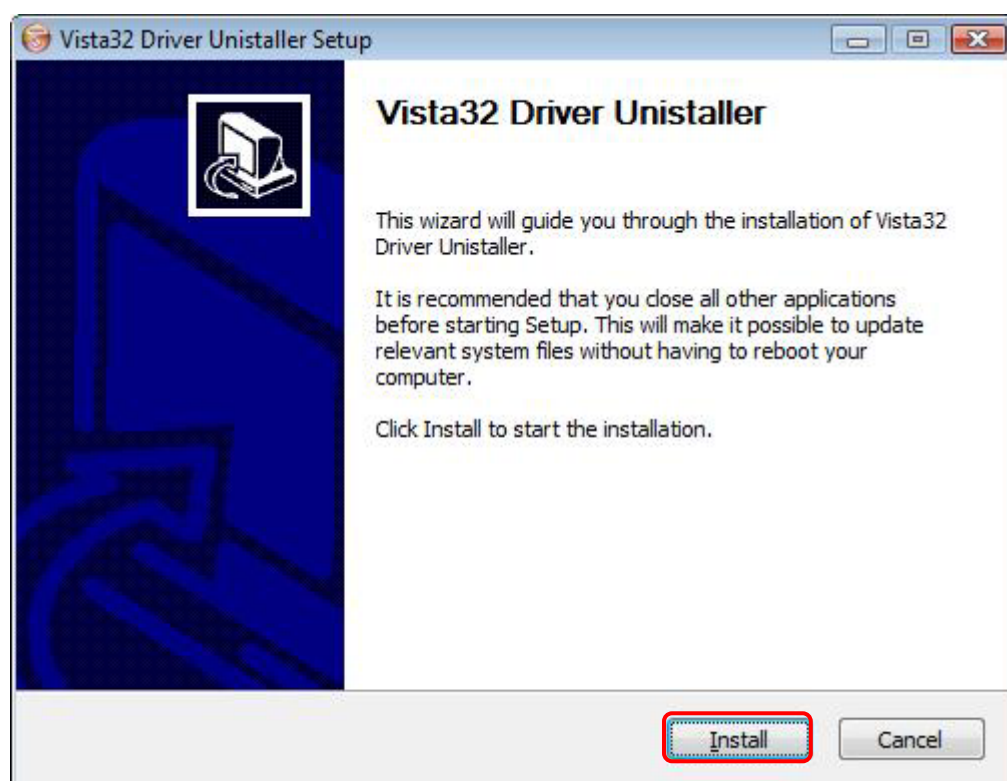 Vista32 Driver Unistaller Setup
Vista32 Driver Unistaller
This wizard will guide you through the installation of Vista32
Driver Unistaller.
It is recommended that you close all other applications
before starting Setup. This will make it possible to update
relevant system files without having to reboot your
computer.
Click Install to start the installation.
Install
Cancel